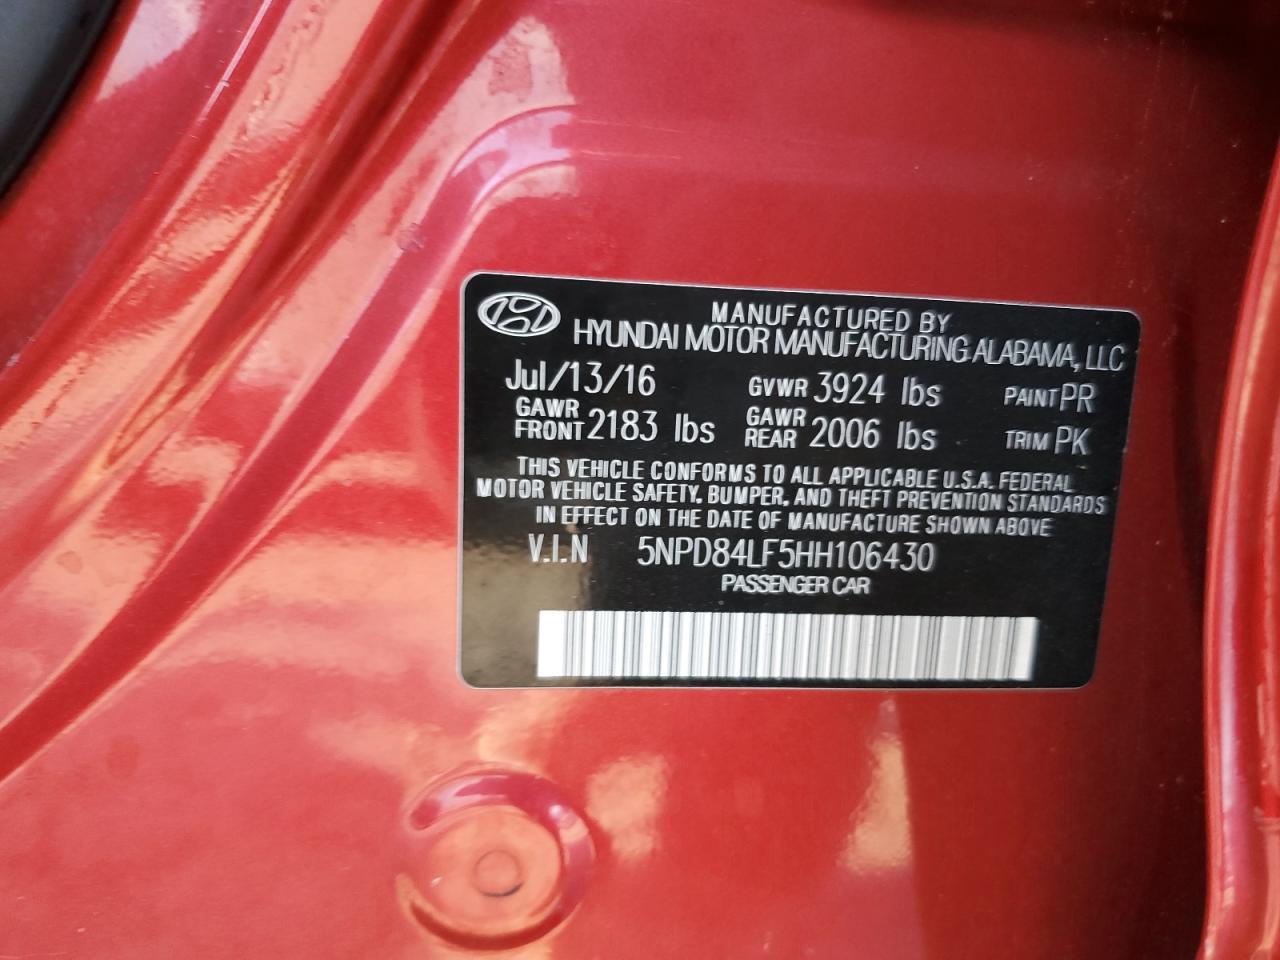 MANUFACTURED BY
HYUNDAI MOTOR MANUFACTURING ALABAMA, LLC
Jul/13/16 GVWR 3924 lbs PAINT PR
GAWR FRONT 2183 lbs GAWR REAR 2006 lbs TRIM PK
THIS VEHICLE CONFORMS TO ALL APPLICABLE U.S.A. FEDERAL
MOTOR VEHICLE SAFETY, BUMPER, AND THEFT PREVENTION STANDARDS
IN EFFECT ON THE DATE OF MANUFACTURE SHOWN ABOVE
V.I.N 5NPD84LF5HH106430
PASSENGER CAR